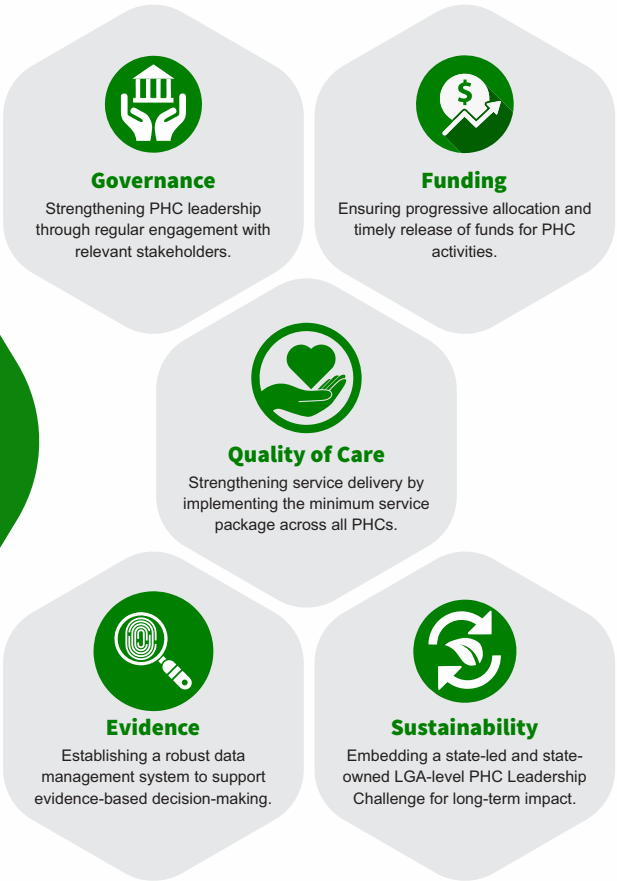 Governance
Strengthening PHC leadership
through regular engagement with
relevant stakeholders.
Funding
Ensuring progressive allocation and
timely release of funds for PHC
activities.
Quality of Care
Strengthening service delivery by
implementing the minimum service
package across all PHCs.
Evidence
Establishing a robust data
management system to support
evidence-based decision-making.
Sustainability
Embedding a state-led and state-
owned LGA-level PHC Leadership
Challenge for long-term impact.